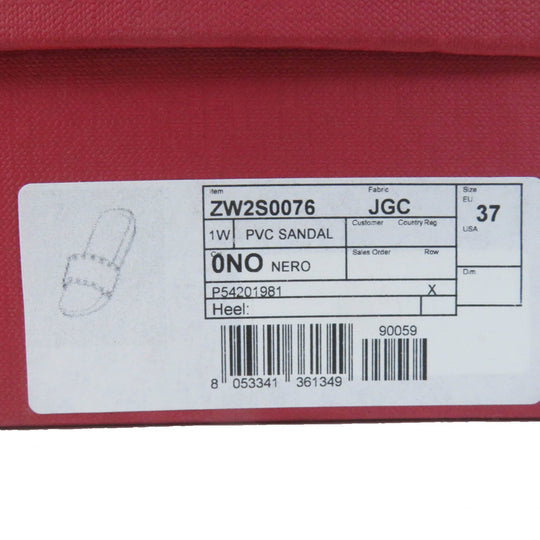 Item Fabric Size
ZW2S0076 JGC EU 37
1W PVC SANDAL Customer Country Reg USA
0NO NERO Sales Order Row
Dim.
P54201981 X
Heel:
90059
8 053341 361349